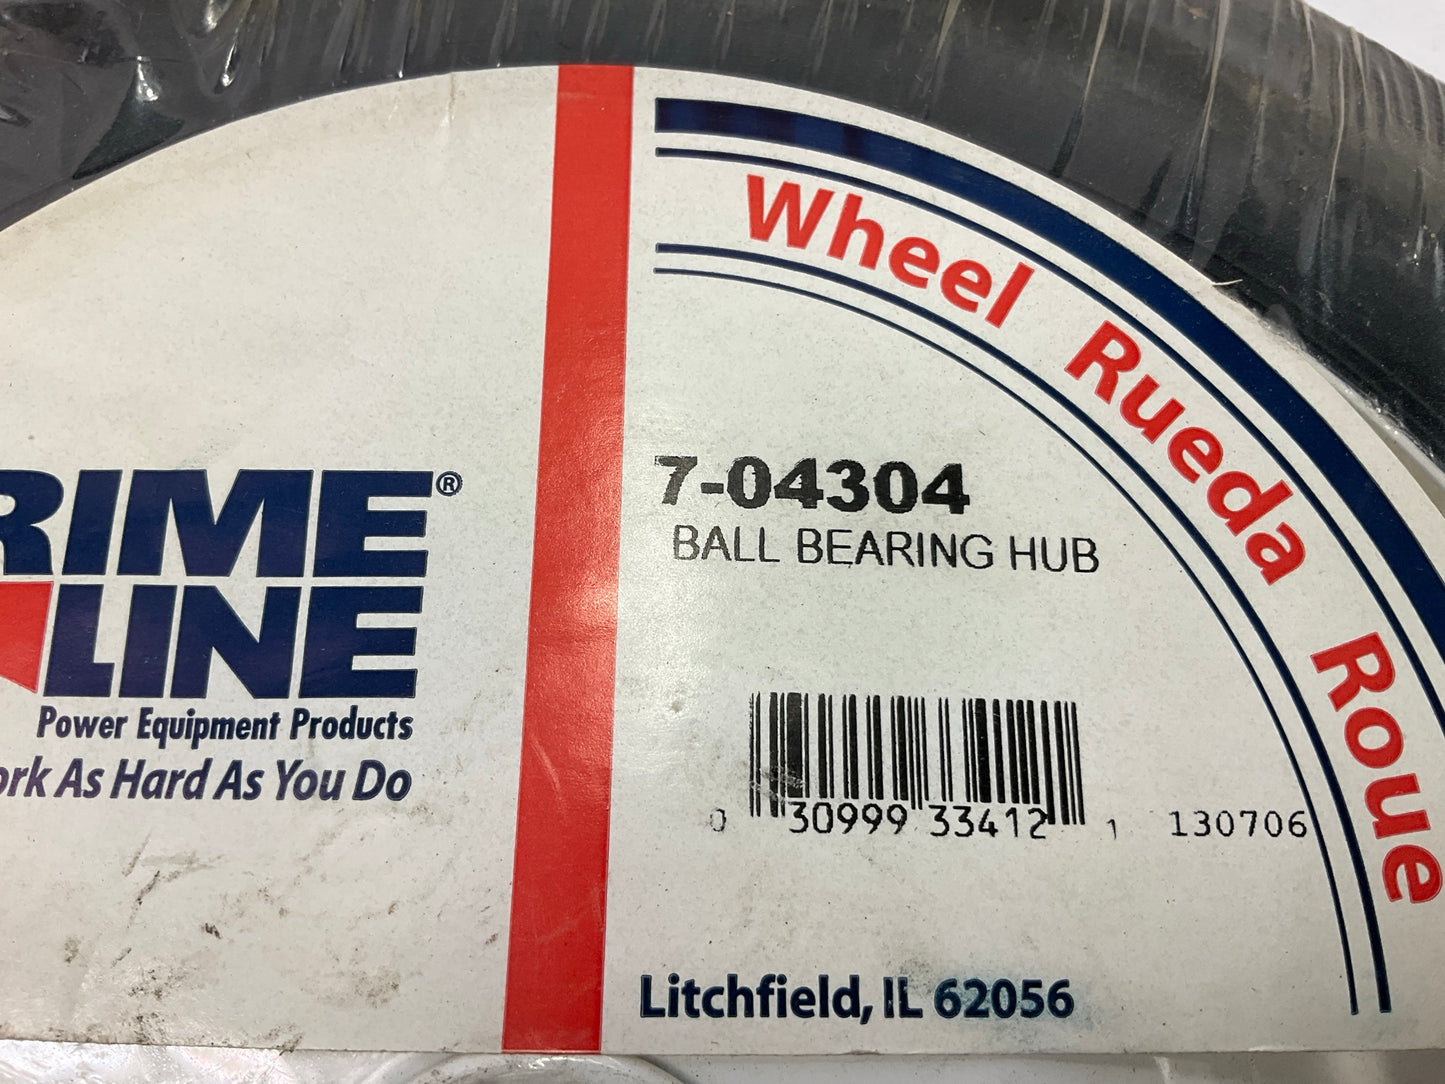 RIME®
LINE
Power Equipment Products
ork As Hard As You Do
Wheel Rueda Roue
7-04304
BALL BEARING HUB
0 30999 33412 1 130706
Litchfield, IL 62056